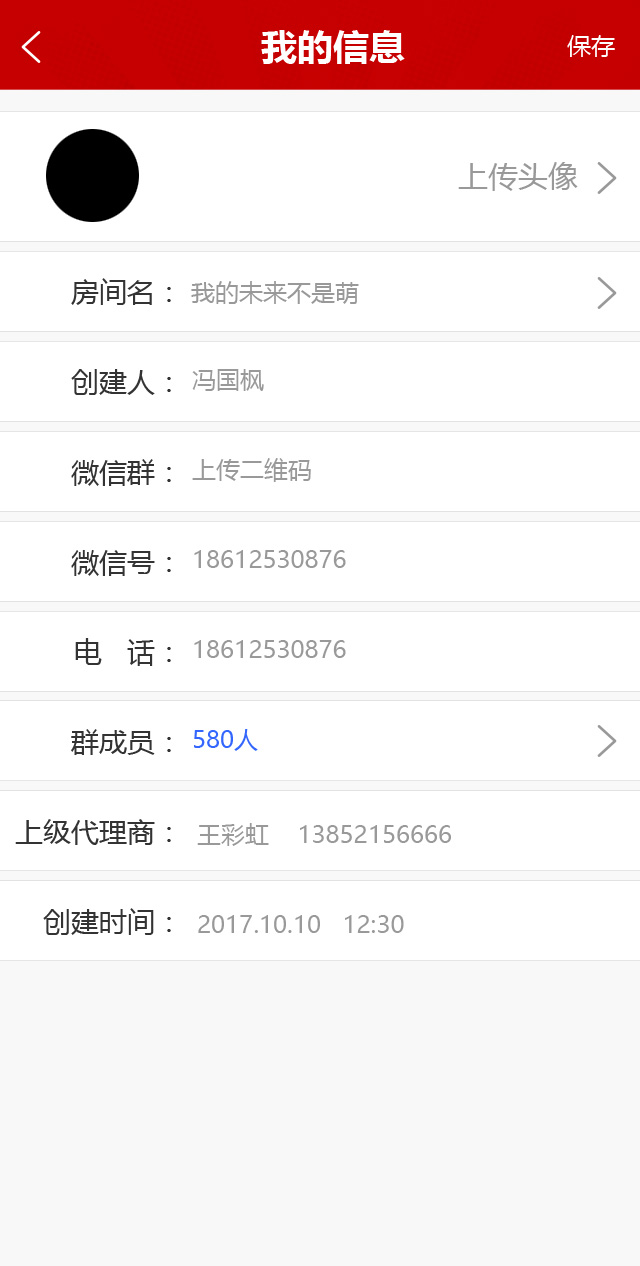 我的信息 保存
上传头像
房间名： 我的未来不是萌
创建人： 冯国枫
微信群： 上传二维码
微信号： 18612530876
电 话： 18612530876
群成员： 580人
上级代理商： 王彩虹 13852156666
创建时间： 2017.10.10 12:30